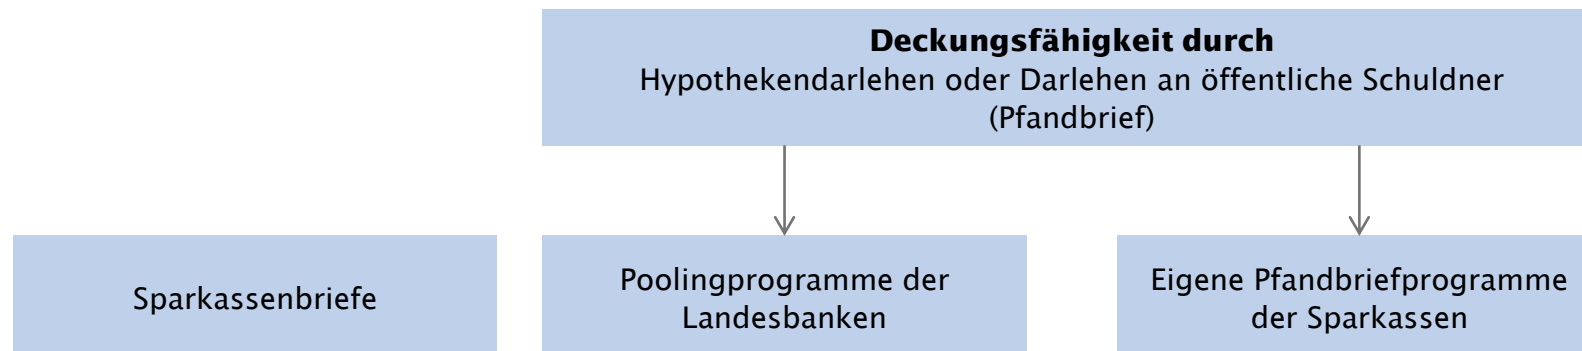 Deckungsfähigkeit durch
Hypothekendarlehen oder Darlehen an öffentliche Schuldner
(Pfandbrief)
Sparkassenbriefe
Poolingprogramme der
Landesbanken
Eigene Pfandbriefprogramme
der Sparkassen